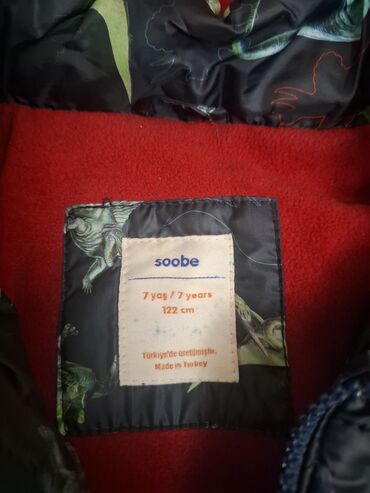 soobe
7 yaş / 7 years
122 cm
Türkiye'de üretilmiştir.
Made in Turkey